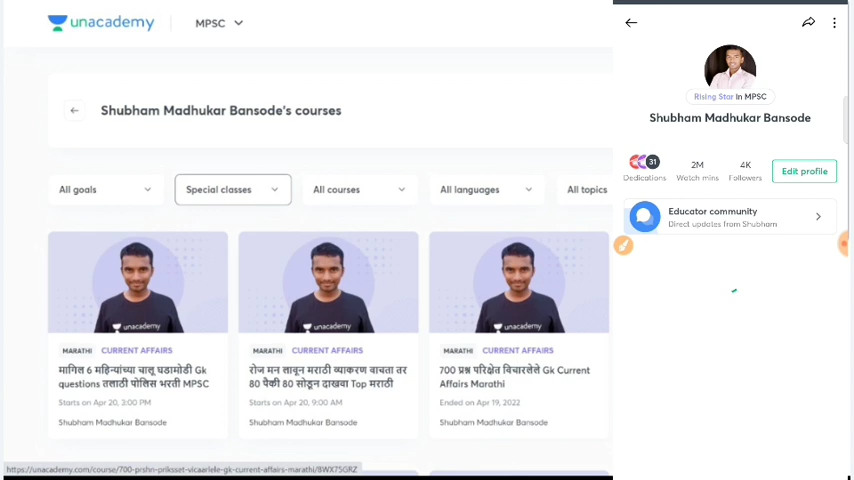 unacademy
MPSC
Shubham Madhukar Bansode's courses
All goals
Special classes
All courses
All languages
All topics
unacademy
unacademy
unacademy
MARATHI CURRENT AFFAIRS
मागिल 6 महिन्यांच्या चालू घडामोडी Gk
questions तलाठी पोलिस भरती MPSC
Starts on Apr 20, 3:00 PM
Shubham Madhukar Bansode
MARATHI CURRENT AFFAIRS
रोज मन लावून मराठी व्याकरण वाचता तर
80 पैकी 80 सोडून दाखवा Top मराठी
Starts on Apr 20, 9:00 AM
Shubham Madhukar Bansode
MARATHI CURRENT AFFAIRS
700 प्रश्न परिक्षेत विचारलेले Gk Current
Affairs Marathi
Ended on Apr 19, 2022
Shubham Madhukar Bansode
https://unacademy.com/course/700-prshn-priksset-vicaarlele-gk-current-affairs-marathi/8WX75GRZ
Rising Star in MPSC
Shubham Madhukar Bansode
31
Dedications
2M
Watch mins
4K
Followers
Edit profile
Educator community
Direct updates from Shubham